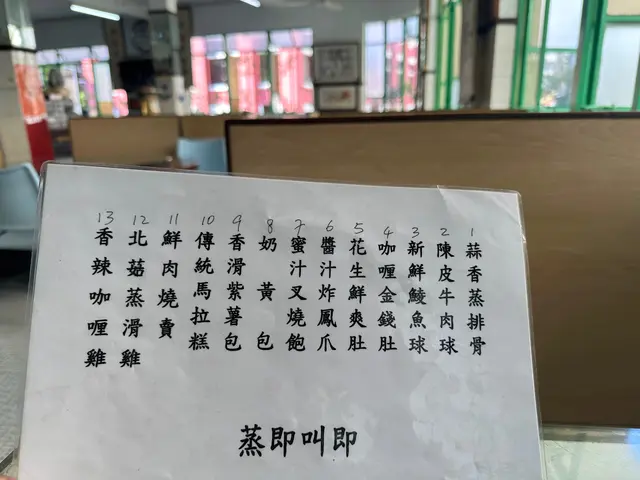 1 蒜香蒸排骨
2 陳皮牛肉球
3 新鮮鯪魚球
4 咖喱金錢肚
5 花生鮮爽肚
6 醬汁炸鳳爪
7 蜜汁叉燒飽
8 奶黃包
9 香滑紫薯包
10 傳統馬拉糕
11 鮮肉燒賣
12 北菇蒸滑雞
13 香辣咖喱雞
蒸即叫即